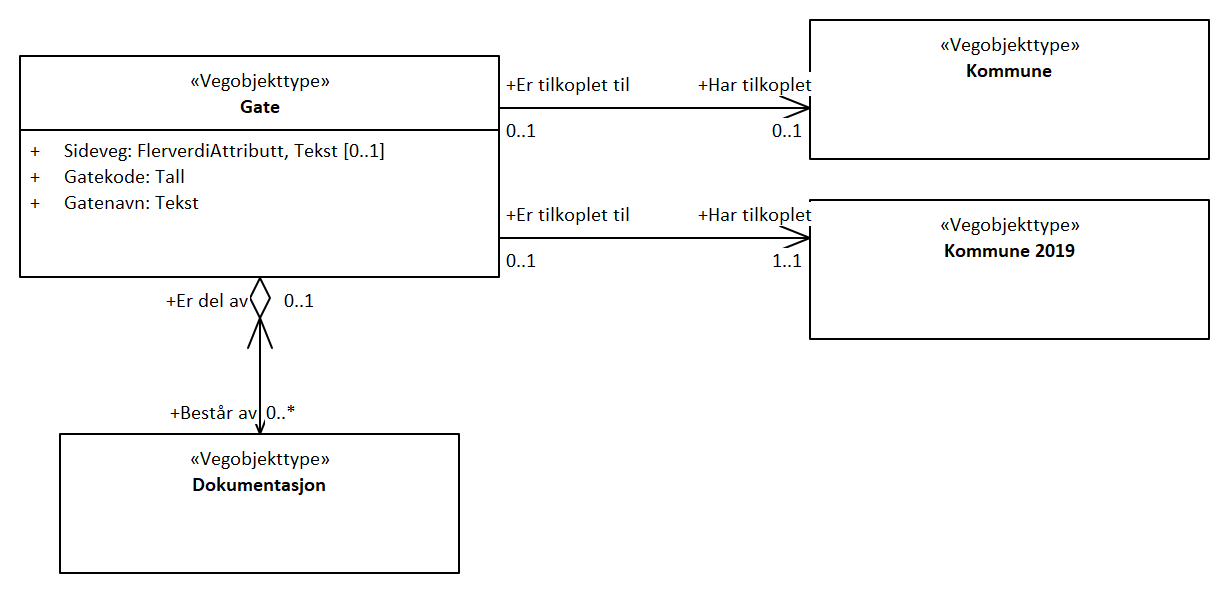 «Vegobjekttype»
Gate
+ Sideveg: FlerverdiAttributt, Tekst [0..1]
+ Gatekode: Tall
+ Gatenavn: Tekst
+Er tilkoplet til
+Har tilkoplet
0..1
0..1
«Vegobjekttype»
Kommune
+Er tilkoplet til
+Har tilkoplet
0..1
1..1
«Vegobjekttype»
Kommune 2019
+Er del av
0..1
+Består av
0..*
«Vegobjekttype»
Dokumentasjon